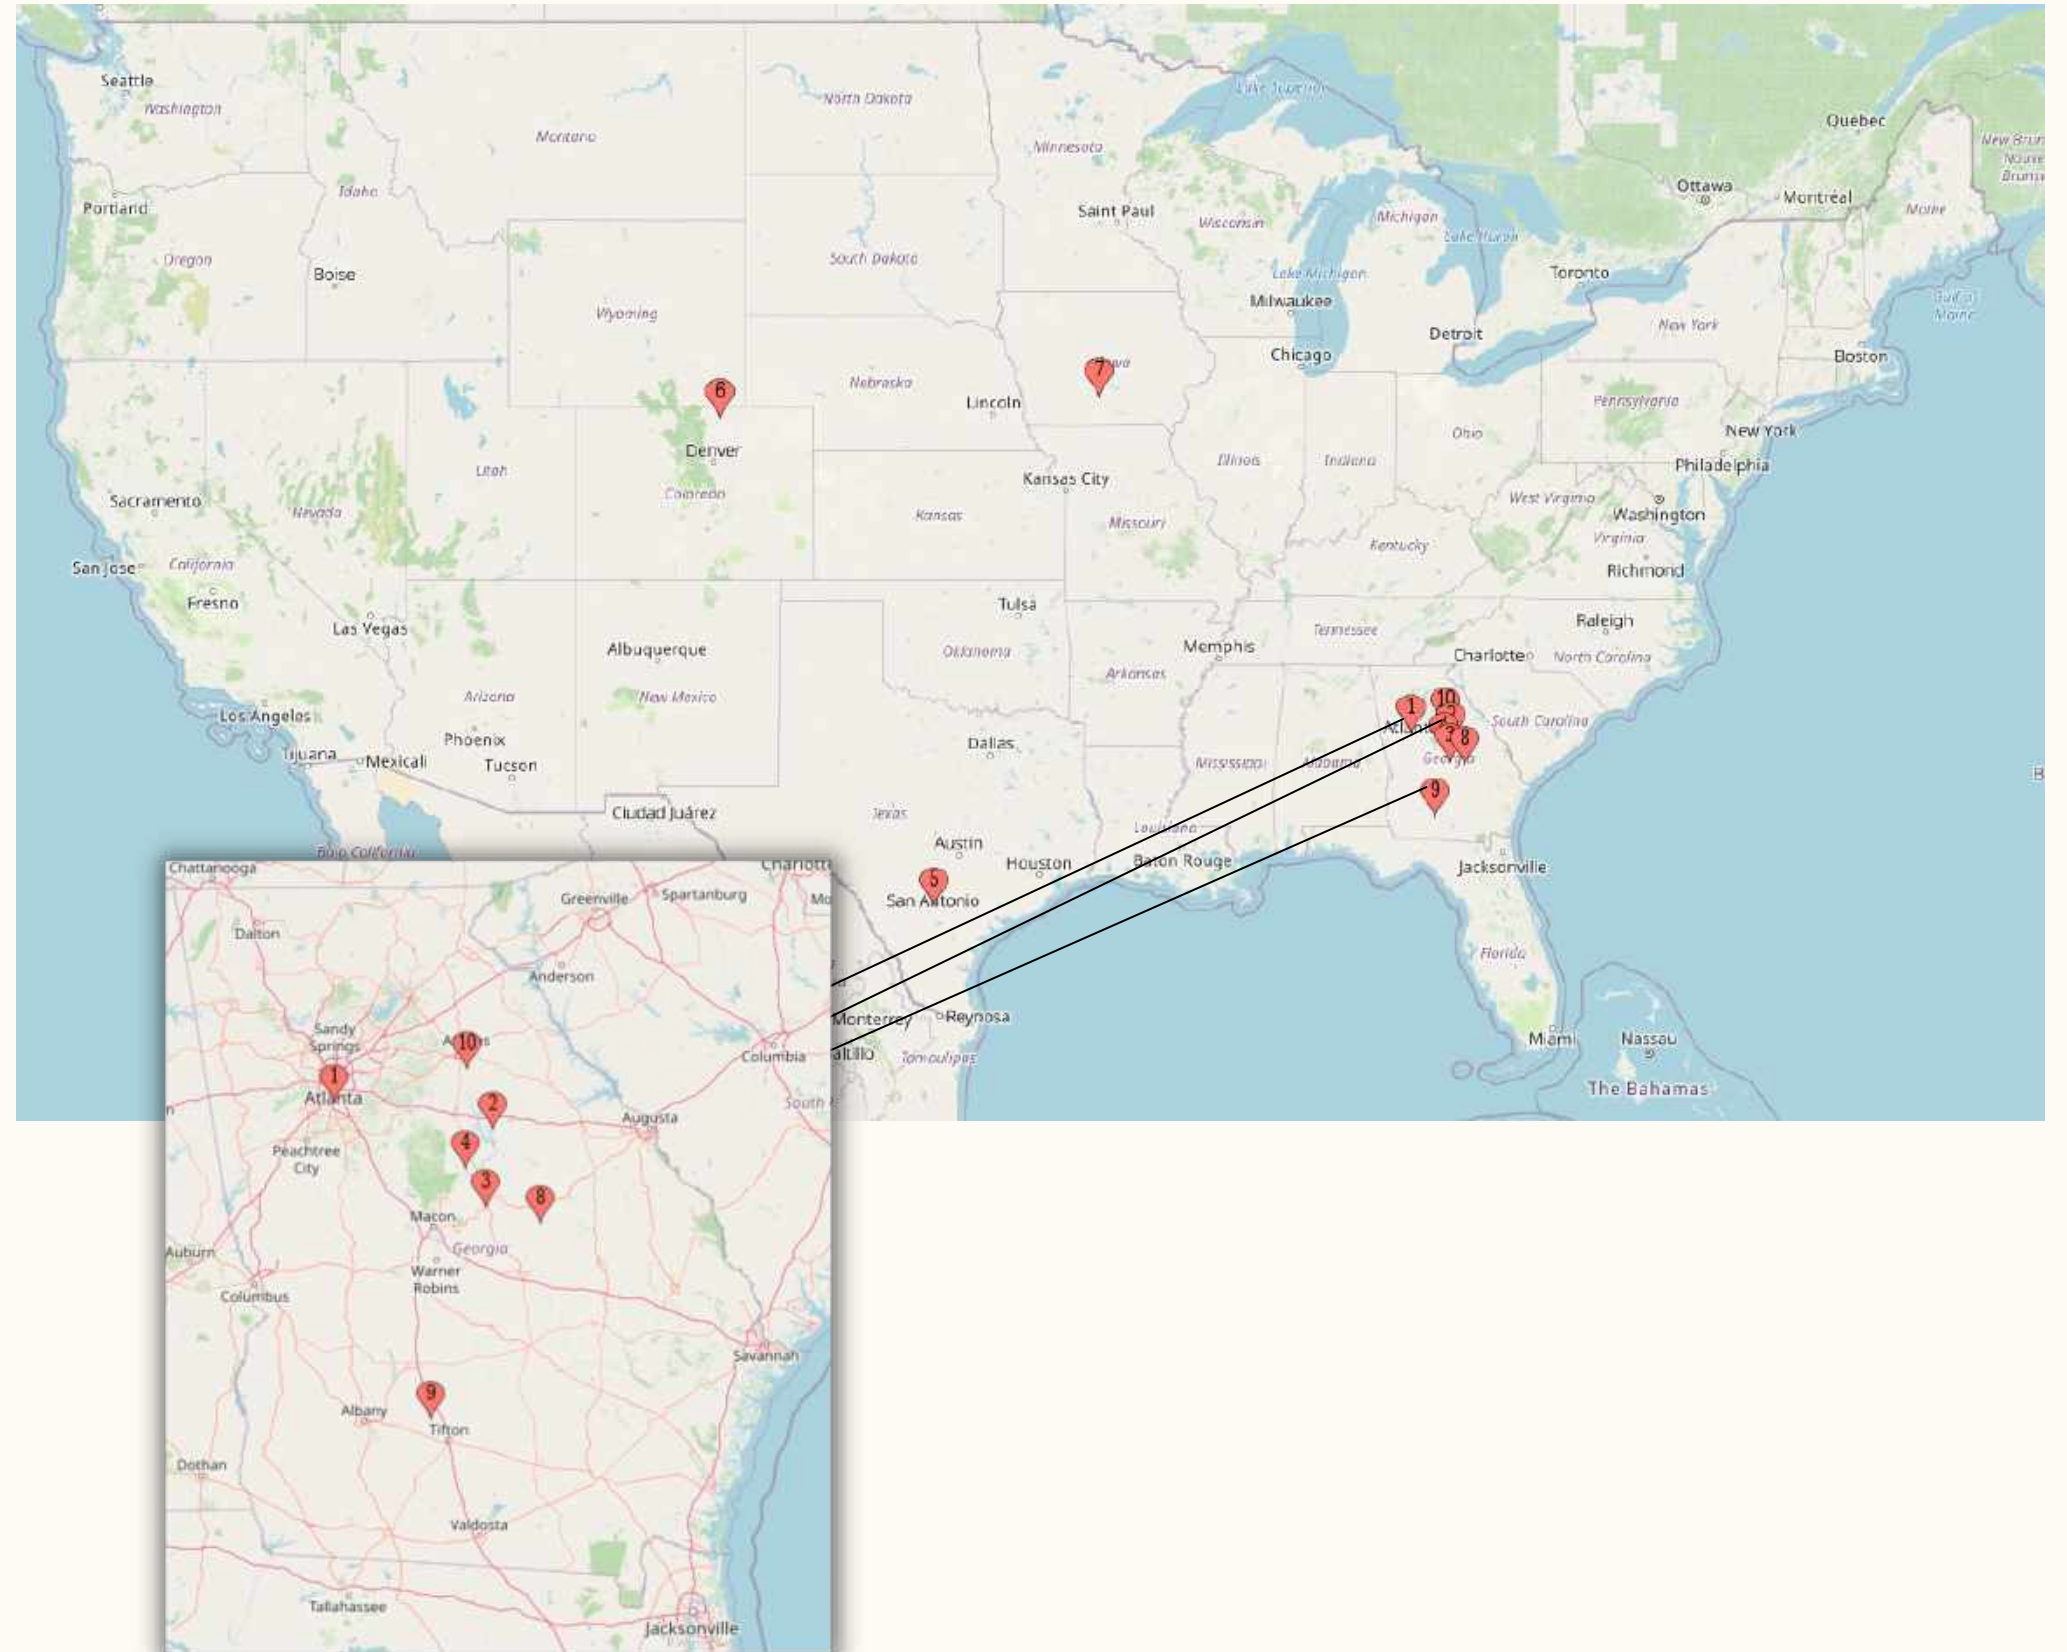 Quebec
Seattle
Washington
North Dakota
Lake Superior
Montana
Minnesota
Ottawa
Montréal
Maine
Idaho
Portland
Saint Paul
Wisconsin
Michigan
Lake Huron
Oregon
Boise
South Dakota
Lake Michigan
Toronto
Milwaukee
Wyoming
New York
Detroit
Chicago
Boston
7
6
Nebraska
Lincoln
Pennsylvania
Ohio
New York
Denver
Utah
Illinois
Indiana
Philadelphia
Kansas City
Colorado
Sacramento
Nevada
West Virginia
Washington
Kansas
Missouri
Virginia
Kentucky
San Jose
California
Richmond
Fresno
Tulsa
Las Vegas
Raleigh
Tennessee
Albuquerque
Oklahoma
Memphis
Charlotte
North Carolina
Arkansas
Arizona
New Mexico
10
1
Los Angeles
South Carolina
Phoenix
3
8
Dallas
Tijuana
Mexicali
Tucson
Mississippi
Alabama
Georgia
9
Ciudad Juárez
Texas
Louisiana
Austin
Baja California
Houston
Baton Rouge
Jacksonville
5
San Antonio
Florida
Monterrey
Reynosa
Tamaulipas
Miami
Nassau
The Bahamas
Chattanooga
Charlotte
Greenville
Spartanburg
Dalton
Anderson
Sandy
Springs
10
1
Columbia
Atlanta
2
Augusta
4
Peachtree
City
3
8
Macon
Georgia
Auburn
Warner
Robins
Columbus
Savannah
9
Albany
Tifton
Dothan
Valdosta
Tallahassee
Jacksonville